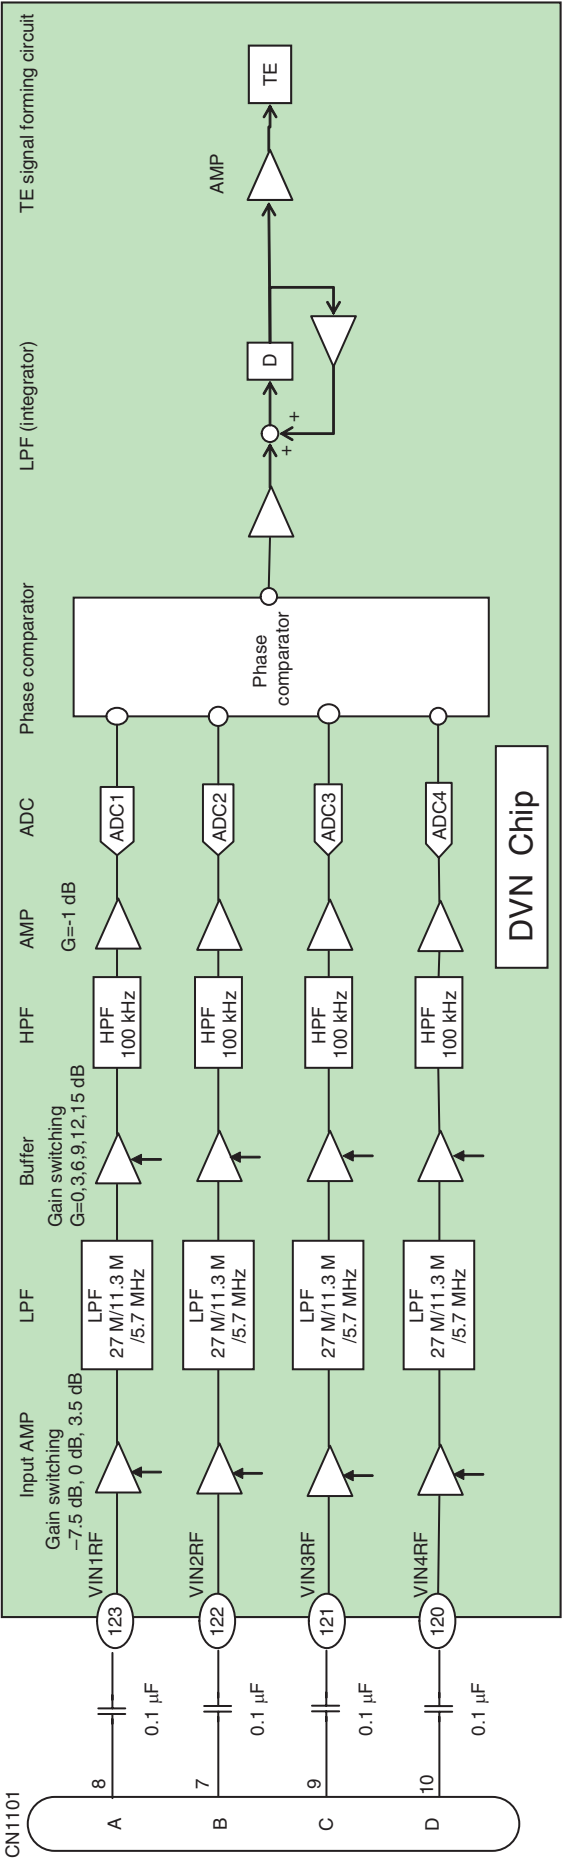 CN1101
A
B
C
D
8
7
9
10
0.1 µF
0.1 µF
0.1 µF
0.1 µF
123
122
121
120
VIN1RF
VIN2RF
VIN3RF
VIN4RF
Input AMP
Gain switching
−7.5 dB, 0 dB, 3.5 dB
LPF
LPF
27 M/11.3 M
/5.7 MHz
LPF
27 M/11.3 M
/5.7 MHz
LPF
27 M/11.3 M
/5.7 MHz
LPF
27 M/11.3 M
/5.7 MHz
Buffer
Gain switching
G=0,3,6,9,12,15 dB
HPF
HPF
100 kHz
HPF
100 kHz
HPF
100 kHz
HPF
100 kHz
AMP
G=-1 dB
ADC
ADC1
ADC2
ADC3
ADC4
DVN Chip
Phase comparator
Phase
comparator
LPF (integrator)
+
+
D
TE signal forming circuit
AMP
TE